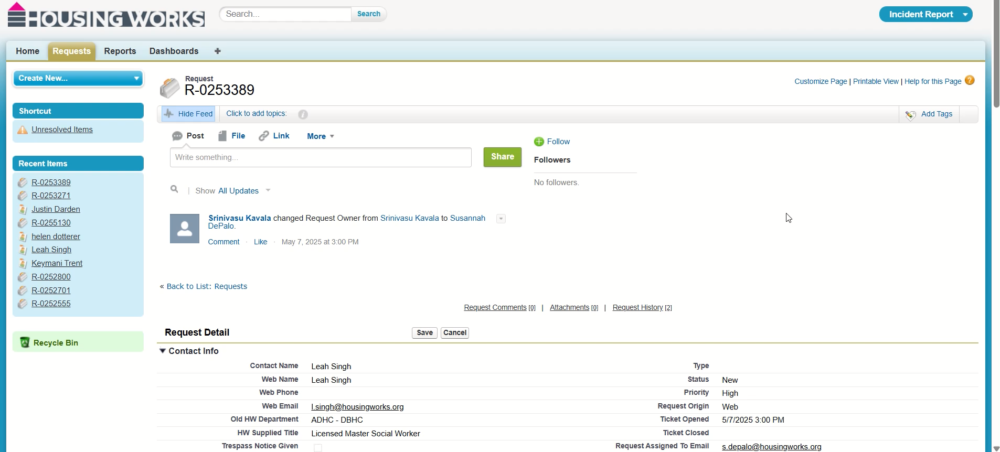 HOUSING WORKS
Search...
Search
Incident Report
Home
Requests
Reports
Dashboards
+
Create New...
Shortcut
Unresolved Items
Recent Items
R-0253389
R-0253271
Justin Darden
R-0255130
helen dotterer
Leah Singh
Keymani Trent
R-0252800
R-0252701
R-0252555
Recycle Bin
Request
R-0253389
Customize Page | Printable View | Help for this Page ?
Hide Feed
Click to add topics:
i
Add Tags
Post
File
Link
More
Write something...
Share
Follow
Followers
No followers.
| Show All Updates
Srinivasu Kavala changed Request Owner from Srinivasu Kavala to Susannah
DePalo.
Comment · Like · May 7, 2025 at 3:00 PM
« Back to List: Requests
Request Comments [0] | Attachments [0] | Request History [2]
Request Detail
Save
Cancel
Contact Info
Contact Name Leah Singh
Type
Web Name Leah Singh
Status New
Web Phone
Priority High
Web Email l.singh@housingworks.org
Request Origin Web
Old HW Department ADHC - DBHC
Ticket Opened 5/7/2025 3:00 PM
HW Supplied Title Licensed Master Social Worker
Ticket Closed
Trespass Notice Given
Request Assigned To Email s.depalo@housingworks.org